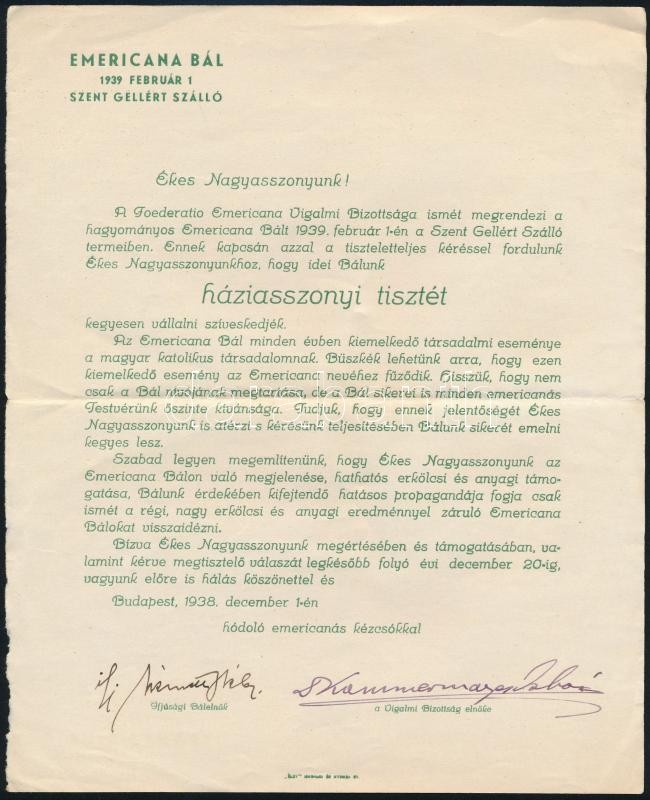 EMERICANA BÁL
1939 FEBRUÁR 1
SZENT GELLÉRT SZÁLLÓ
Ékes Nagyasszonyunk!
A Foederatio Emericana Vigalmi Bizottsága ismét megrendezi a
hagyományos Emericana Bált 1939. február 1-én a Szent Gellért Szálló
termeiben. Ennek kapcsán azzal a tiszteletteljes kéréssel fordulunk
Ékes Nagyasszonyunkhoz, hogy idei Bálunk
háziasszonyi tisztét
kegyesen vállalni szíveskedjék.
Az Emericana Bál minden évben kiemelkedő társadalmi eseménye
a magyar katolikus társadalomnak. Büszkék lehetünk arra, hogy ezen
kiemelkedő esemény az Emericana nevéhez fűződik. Hisszük, hogy nem
csak a Bál nívójának megtartása, de a Bál sikerei is minden emericanás
Testvérünk őszinte kívánsága. Tudjuk, hogy ennek jelentőségét Ékes
Nagyasszonyunk is átérzi s kérésünk teljesítésében Bálunk sikerét emelni
kegyes lesz.
Szabad legyen megemlítenünk, hogy Ékes Nagyasszonyunk az
Emericana Bálon való megjelenése, hathatós erkölcsi és anyagi támo-
gatása, Bálunk érdekében kifejtendő hatásos propagandája fogja csak
ismét a régi, nagy erkölcsi és anyagi eredménnyel záruló Emericana
Bálokat visszaidézni.
Bízva Ékes Nagyasszonyunk megértésében és támogatásában, va-
lamint kérve megtisztelő válaszát legkésőbb folyó évi december 20-ig,
vagyunk előre is hálás köszönettel és
Budapest, 1938. december 1-én
hódoló emericanás kézcsókkal
ifj.
Dr Kammermayer
Ifjúsági Bálelnök
a Vigalmi Bizottság elnöke